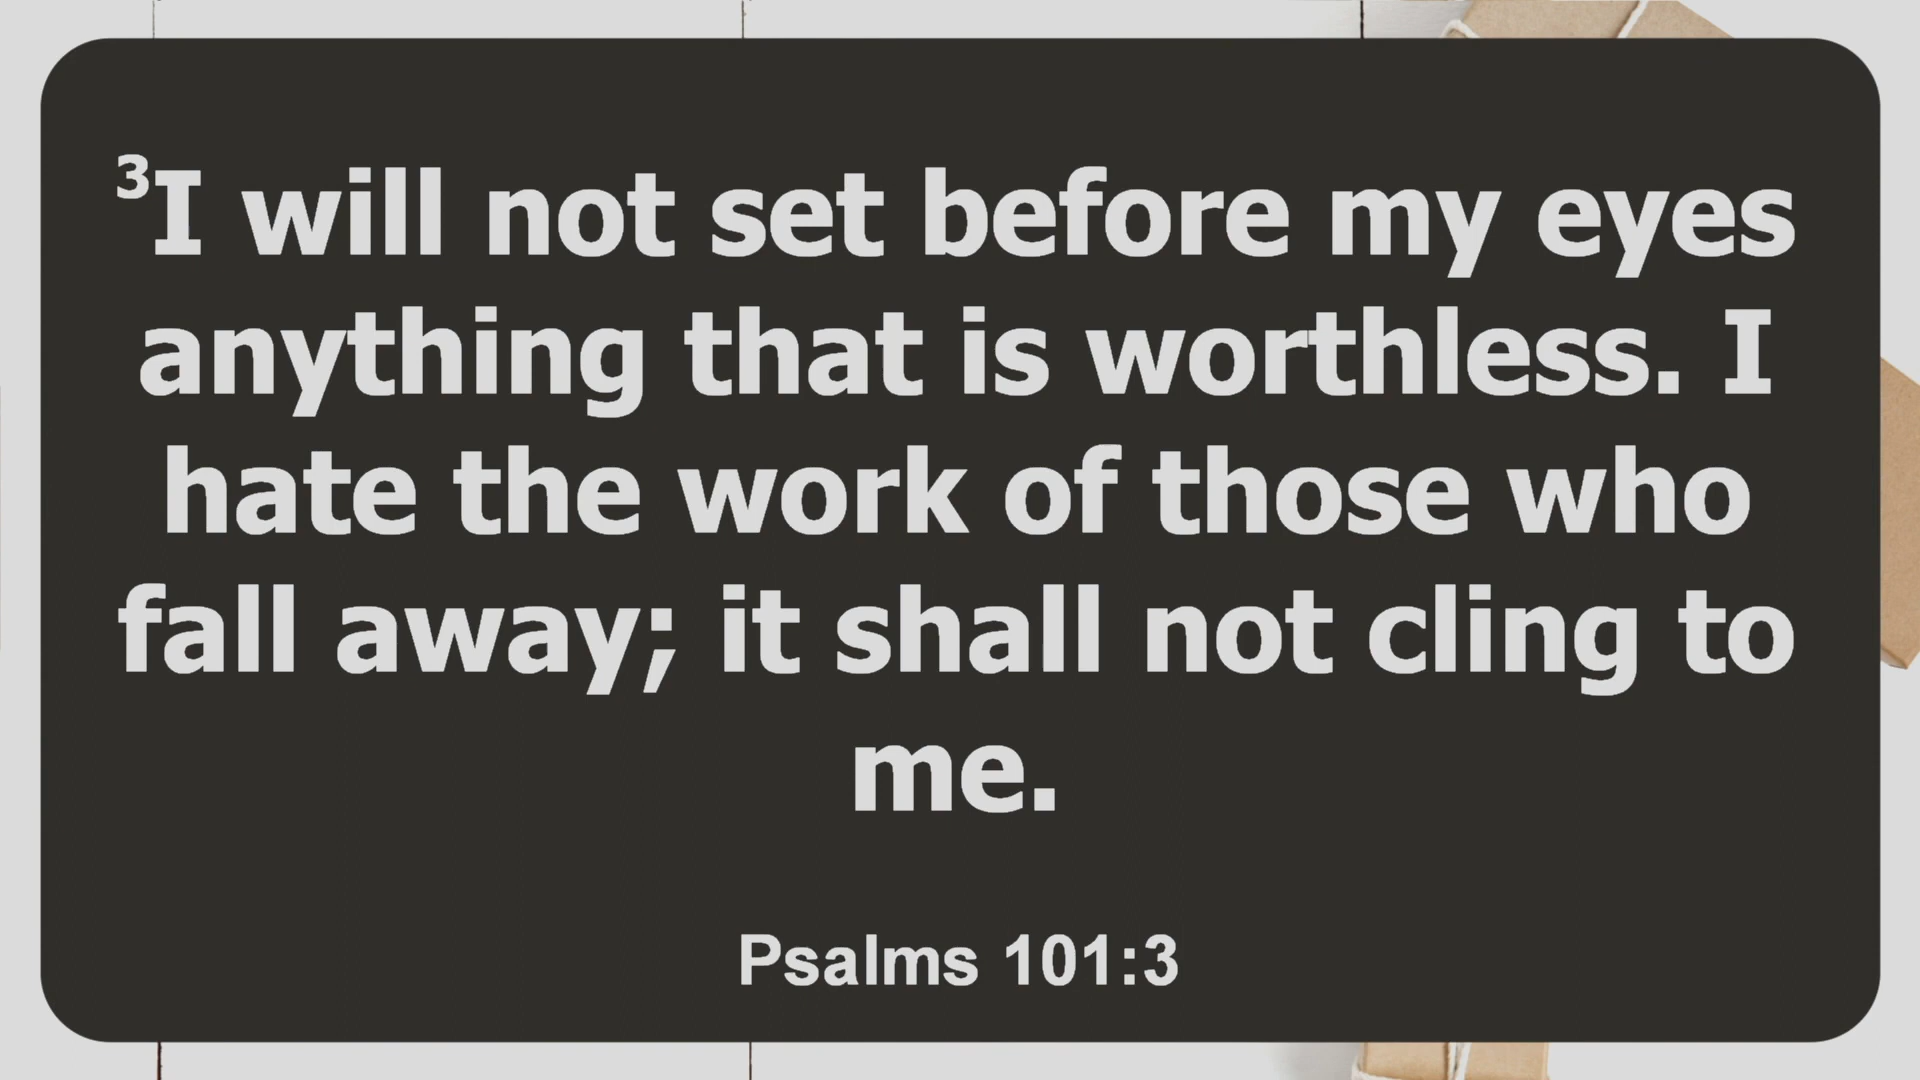 ³I will not set before my eyes
anything that is worthless. I
hate the work of those who
fall away; it shall not cling to
me.
Psalms 101:3